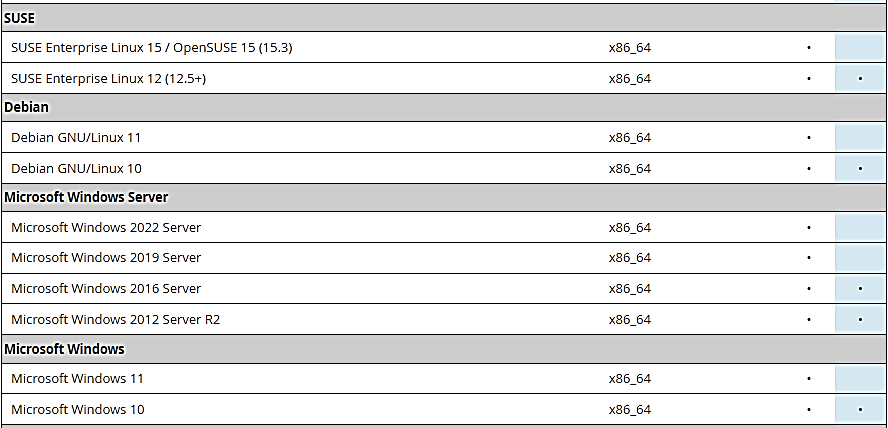 SUSE
SUSE Enterprise Linux 15 / OpenSUSE 15 (15.3) x86_64 •
SUSE Enterprise Linux 12 (12.5+) x86_64 • •
Debian
Debian GNU/Linux 11 x86_64 •
Debian GNU/Linux 10 x86_64 • •
Microsoft Windows Server
Microsoft Windows 2022 Server x86_64 •
Microsoft Windows 2019 Server x86_64 •
Microsoft Windows 2016 Server x86_64 • •
Microsoft Windows 2012 Server R2 x86_64 • •
Microsoft Windows
Microsoft Windows 11 x86_64 •
Microsoft Windows 10 x86_64 • •